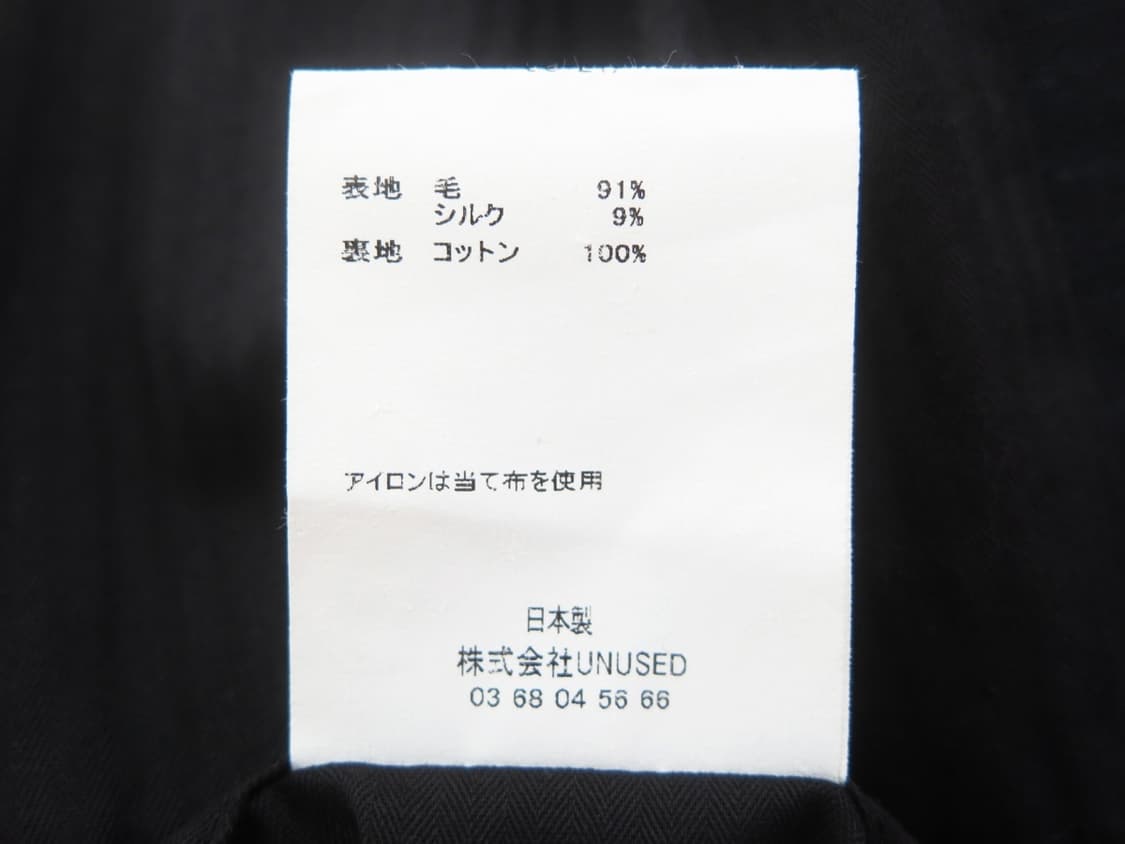 表地 毛 91%
シルク 9%
裏地 コットン 100%
アイロンは当て布を使用
日本製
株式会社UNUSED
03 68 04 56 66